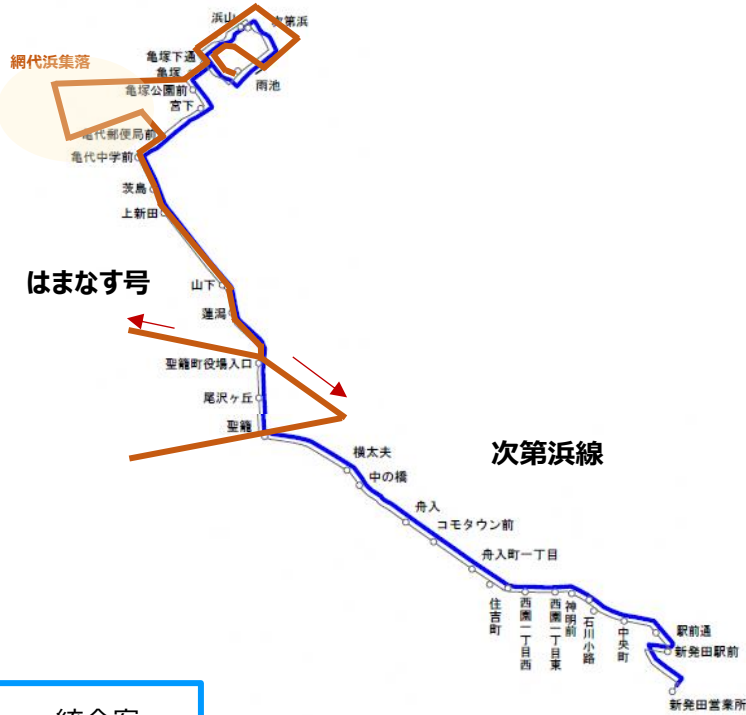 浜山
次第浜
亀塚下通
網代浜集落
亀塚
雨池
亀塚公園前
宮下
亀代郵便局前
亀代中学前
茨島
上新田
はまなす号
山下
蓮潟
聖籠町役場入口
尾沢ヶ丘
聖籠
次第浜線
横太夫
中の橋
舟入
コモタウン前
舟入町一丁目
住吉町
西園一丁目西
西園一丁目東
神明前
石川小路
中央町
駅前通
新発田駅前
新発田営業所
統合案